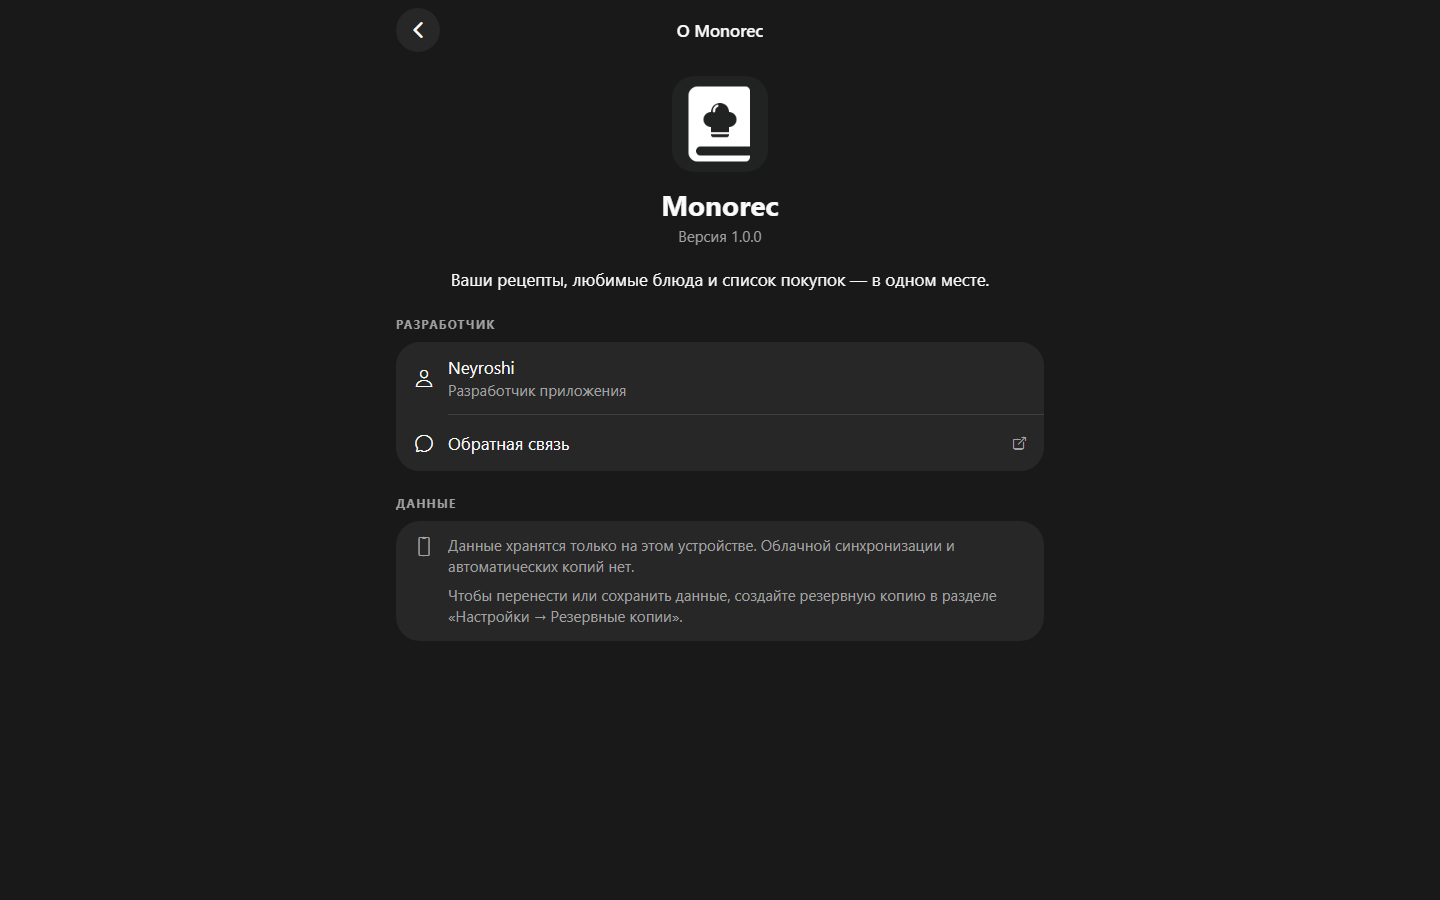 О Monorec
Monorec
Версия 1.0.0
Ваши рецепты, любимые блюда и список покупок — в одном месте.
РАЗРАБОТЧИК
Neyroshi
Разработчик приложения
Обратная связь
ДАННЫЕ
Данные хранятся только на этом устройстве. Облачной синхронизации и
автоматических копий нет.
Чтобы перенести или сохранить данные, создайте резервную копию в разделе
«Настройки → Резервные копии».